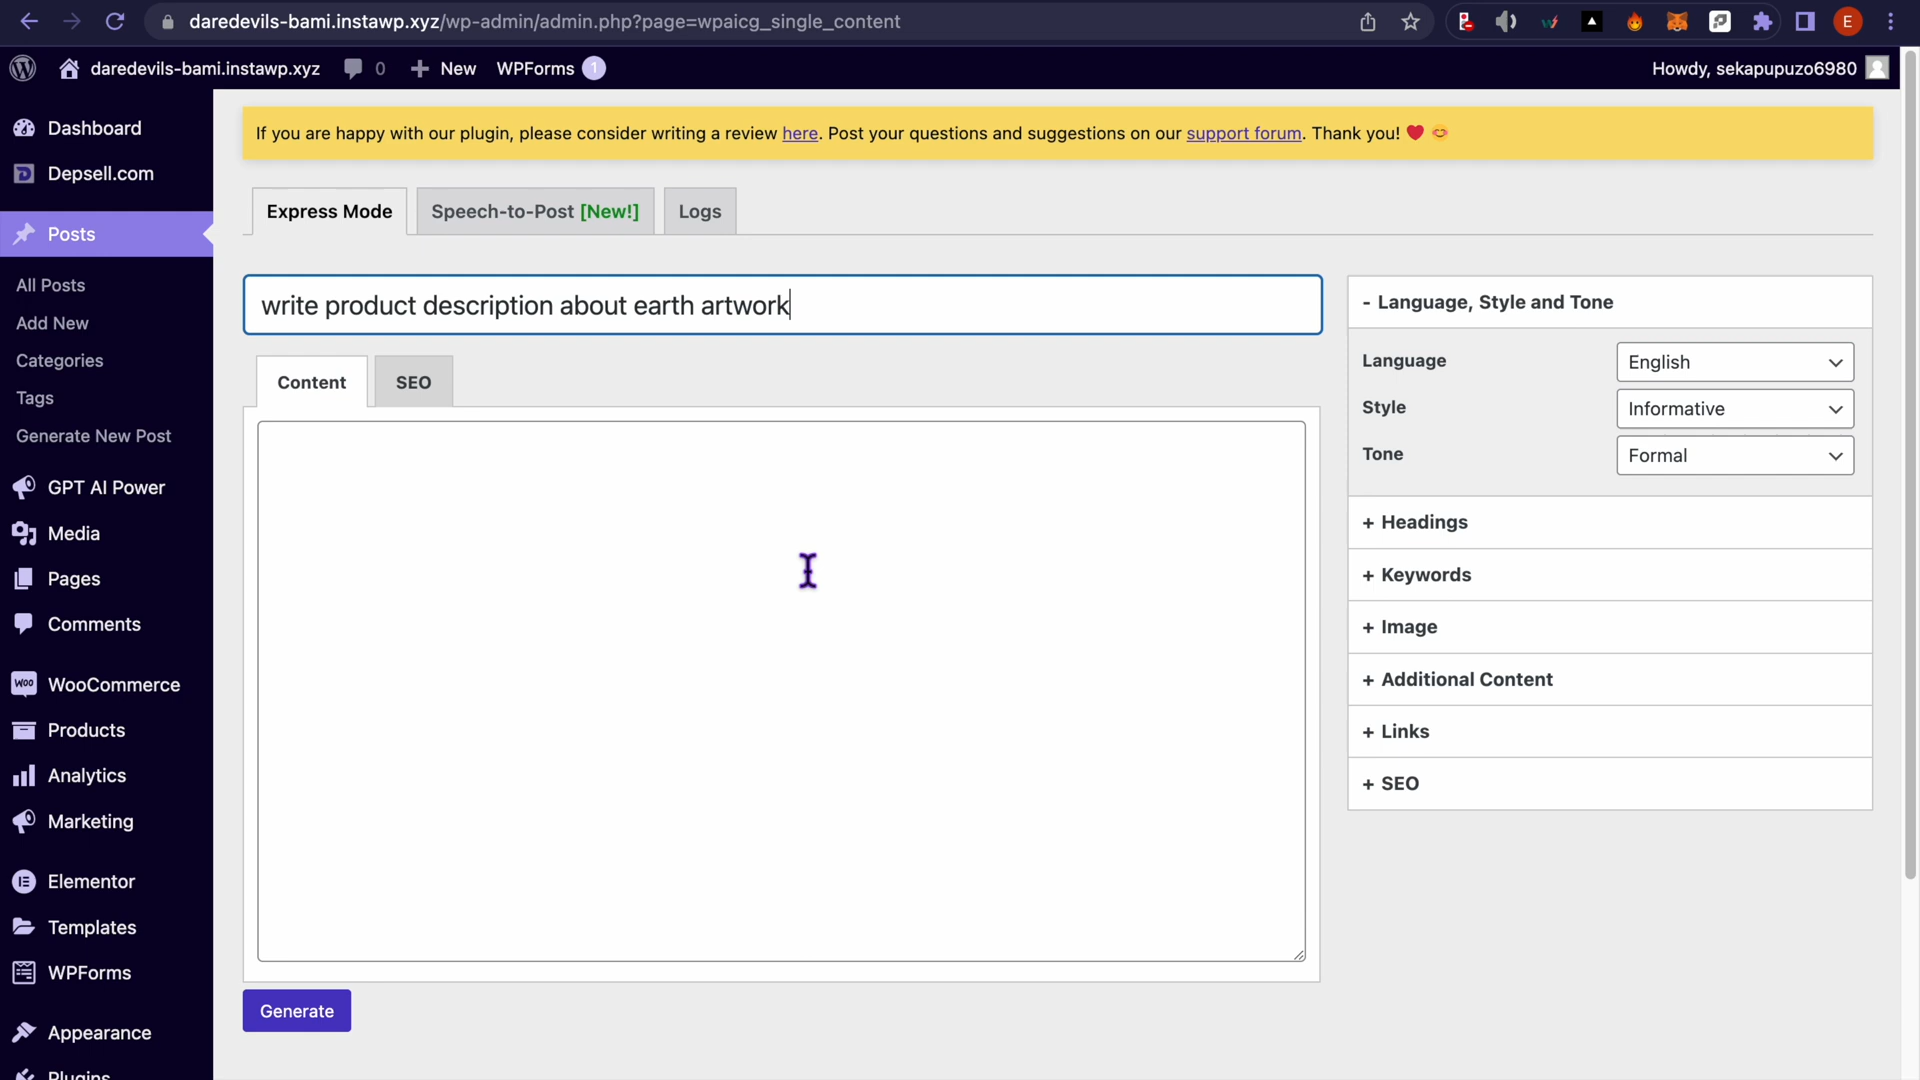 daredevils-bami.instawp.xyz/wp-admin/admin.php?page=wpaicg_single_content
E
daredevils-bami.instawp.xyz 0 New WPForms 1 Howdy, sekapupuzo6980
Dashboard
Depsell.com
Posts
All Posts
Add New
Categories
Tags
Generate New Post
GPT AI Power
Media
Pages
Comments
WOO WooCommerce
Products
Analytics
Marketing
Elementor
Templates
WPForms
Appearance
Plugins
If you are happy with our plugin, please consider writing a review here. Post your questions and suggestions on our support forum. Thank you! ❤️ 😊
Express Mode Speech-to-Post [New!] Logs
write product description about earth artwork
Content SEO
Generate
- Language, Style and Tone
Language English
Style Informative
Tone Formal
+ Headings
+ Keywords
+ Image
+ Additional Content
+ Links
+ SEO